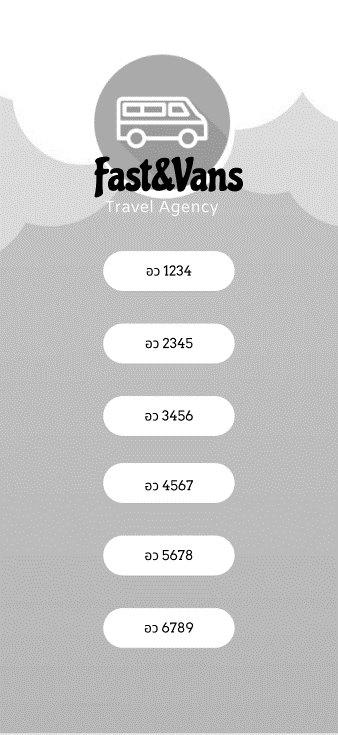 Fast&Vans
Travel Agency
อว 1234
อว 2345
อว 3456
อว 4567
อว 5678
อว 6789